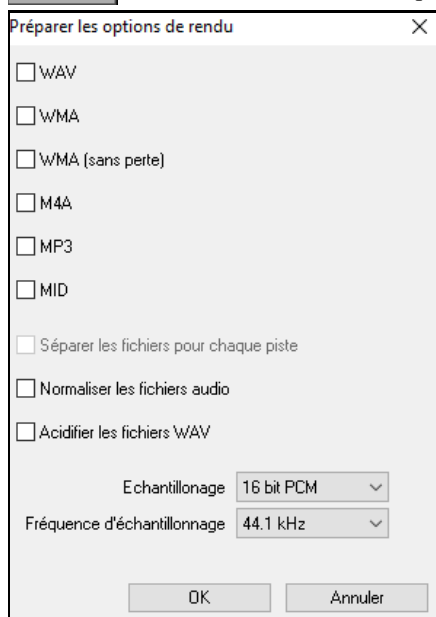 Préparer les options de rendu
WAV
WMA
WMA (sans perte)
M4A
MP3
MID
Séparer les fichiers pour chaque piste
Normaliser les fichiers audio
Acidifier les fichiers WAV
Echantillonage 16 bit PCM
Fréquence d'échantillonnage 44.1 kHz
OK Annuler